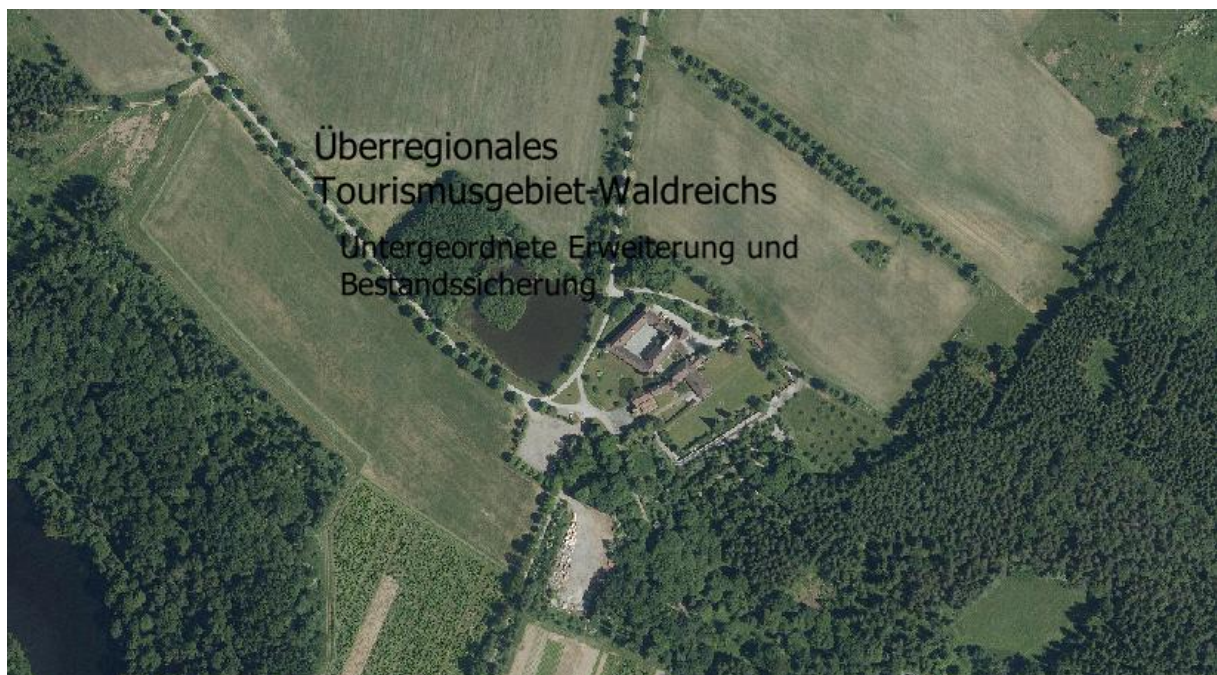 Überregionales
Tourismusgebiet-Waldreichs
Untergeordnete Erweiterung und
Bestandssicherung